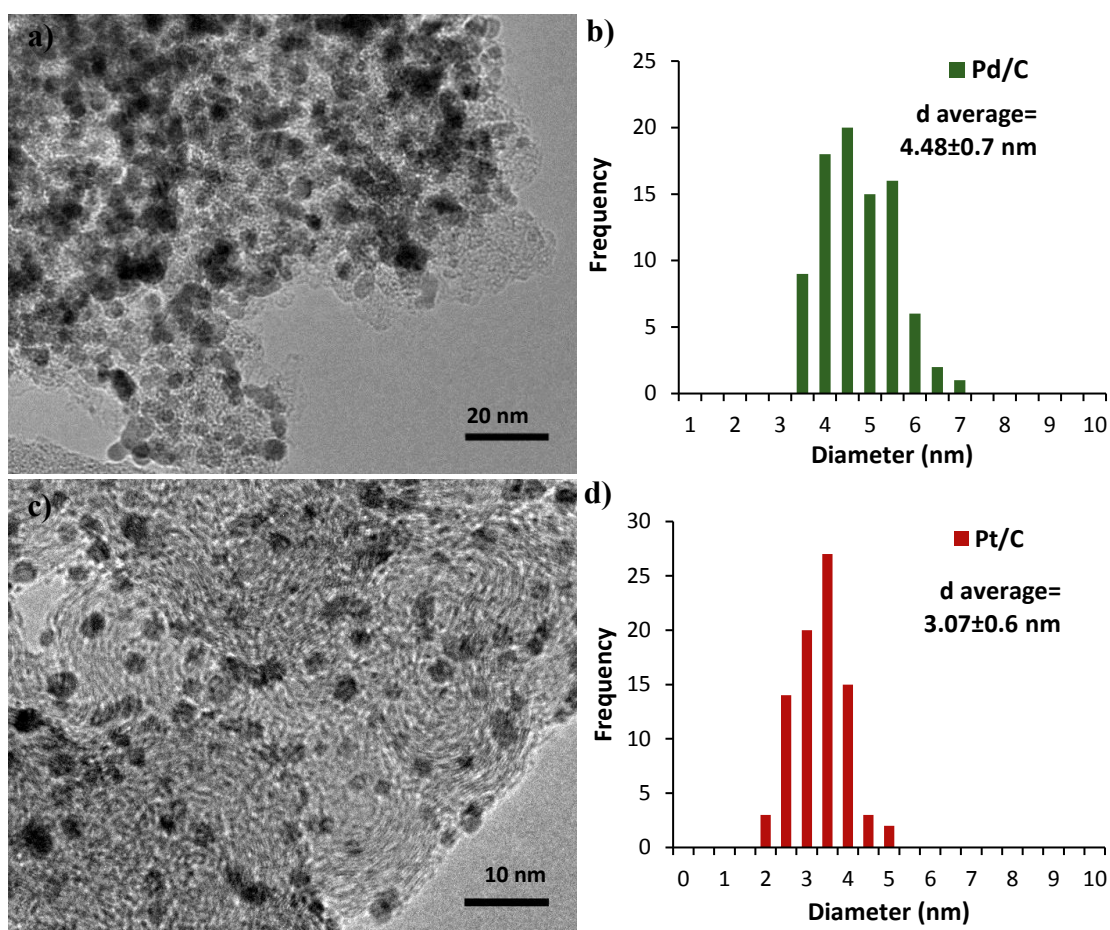 a)
20 nm
b)
Pd/C
d average=
4.48±0.7 nm
Frequency
25
20
15
10
5
0
1 2 3 4 5 6 7 8 9 10
Diameter (nm)
c)
10 nm
d)
Pt/C
d average=
3.07±0.6 nm
Frequency
30
25
20
15
10
5
0
0 1 2 3 4 5 6 7 8 9 10
Diameter (nm)